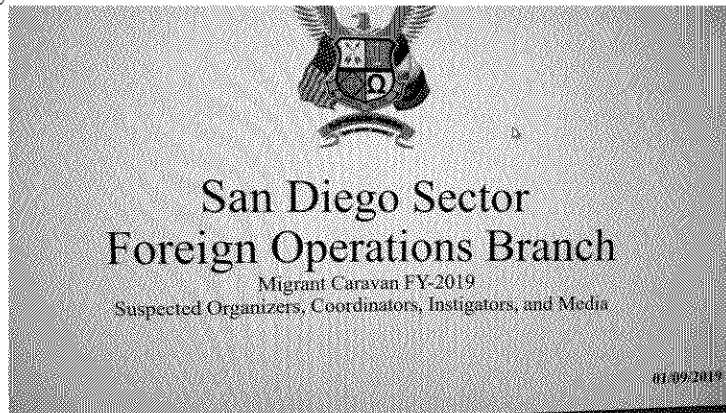 San Diego Sector
Foreign Operations Branch
Migrant Caravan FY-2019
Suspected Organizers, Coordinators, Instigators, and Media
01/09/2019